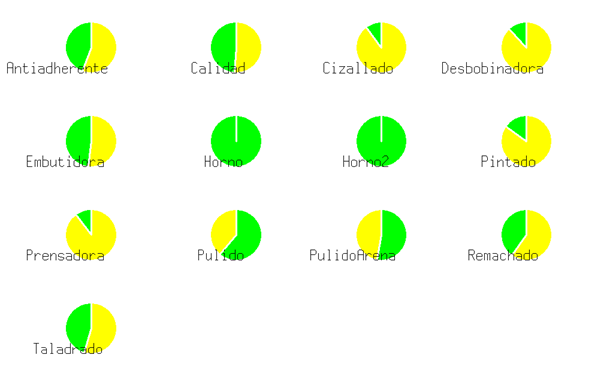 Antiadherente Calidad Cizallado Desbobinadora
Embutidora Horno Horno2 Pintado
Prensadora Pulido PulidoArena Remachado
Taladrado